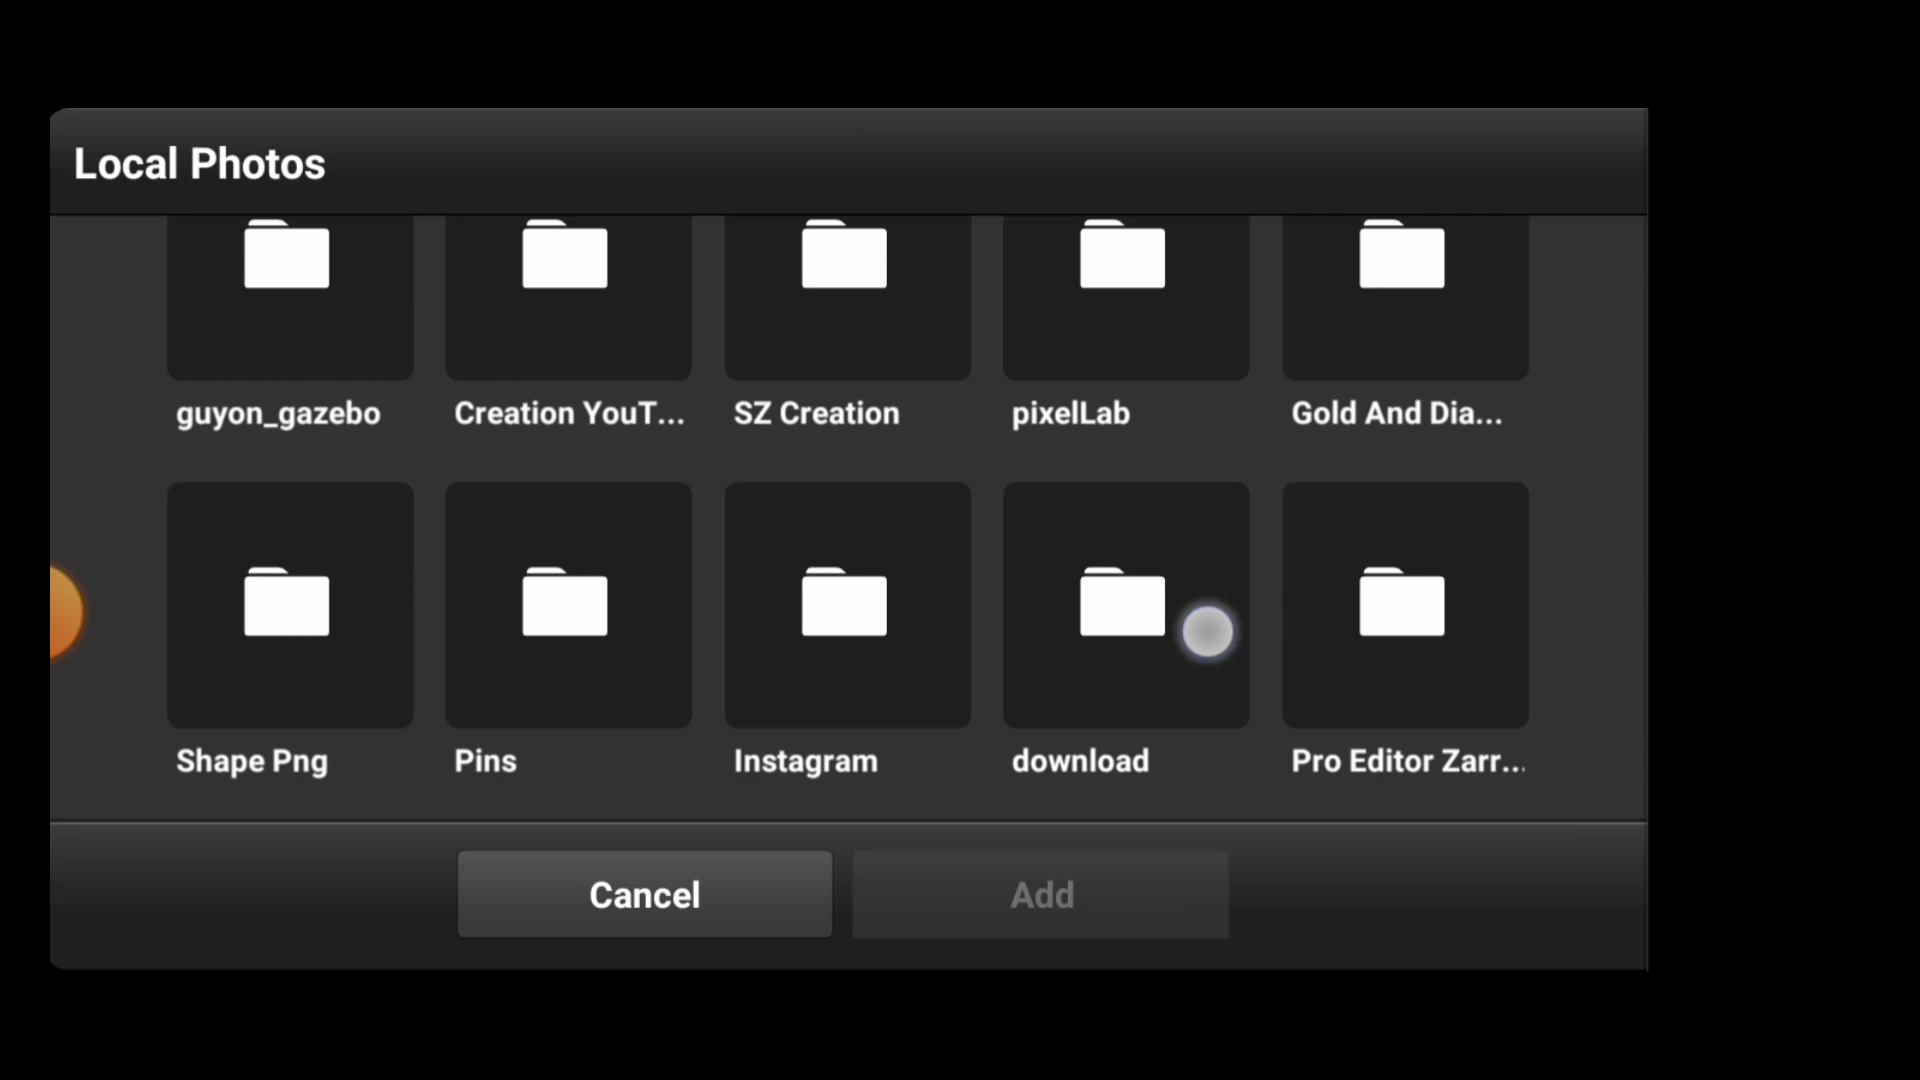 Local Photos
guyon_gazebo
Creation YouT...
SZ Creation
pixelLab
Gold And Dia...
Shape Png
Pins
Instagram
download
Pro Editor Zarr...
Cancel
Add